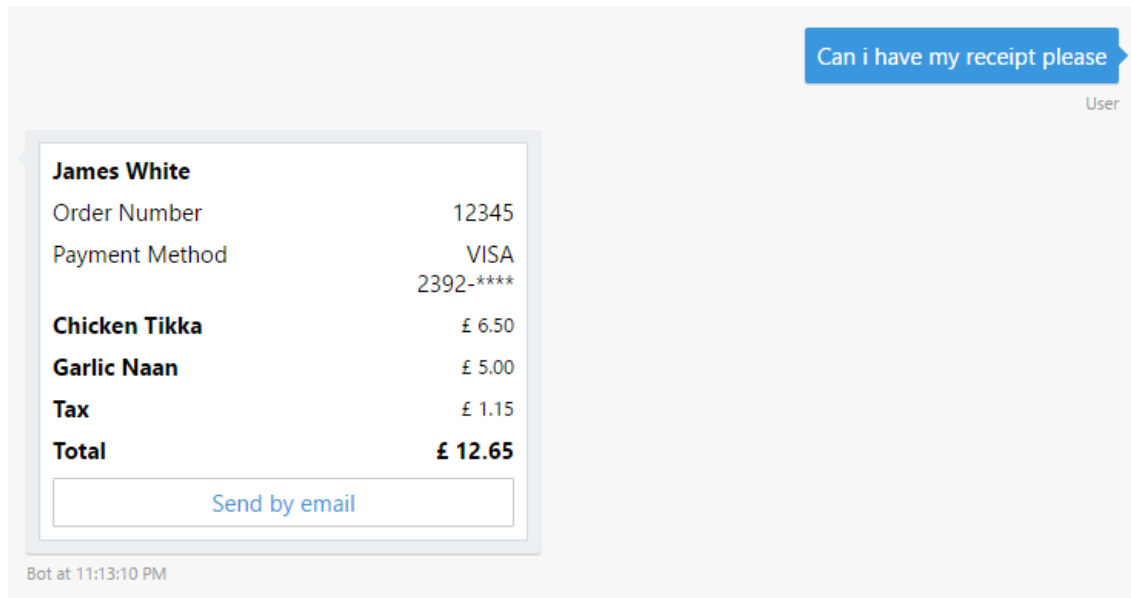 Can i have my receipt please
User
James White
Order Number 12345
Payment Method VISA
2392-****
Chicken Tikka £ 6.50
Garlic Naan £ 5.00
Tax £ 1.15
Total £ 12.65
Send by email
Bot at 11:13:10 PM